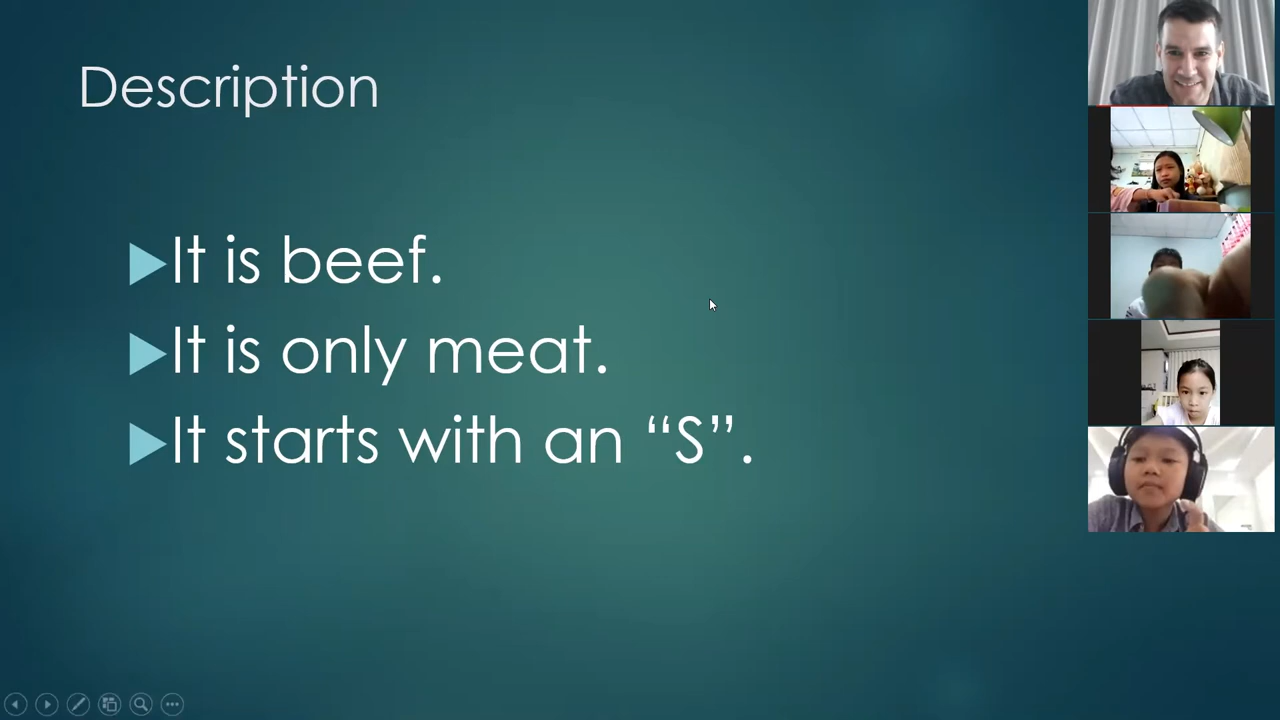 Description
It is beef.
It is only meat.
It starts with an “S”.